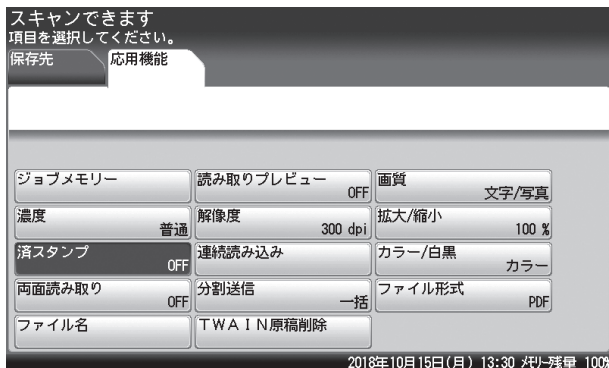 スキャンできます
項目を選択してください。
保存先 応用機能
ジョブメモリー 読み取りプレビュー OFF 画質 文字/写真
濃度 普通 解像度 300 dpi 拡大/縮小 100 %
済スタンプ OFF 連続読み込み カラー/白黒 カラー
両面読み取り OFF 分割送信 一括 ファイル形式 PDF
ファイル名 TWAIN原稿削除
2018年10月15日(月) 13:30 メモリー残量 100%